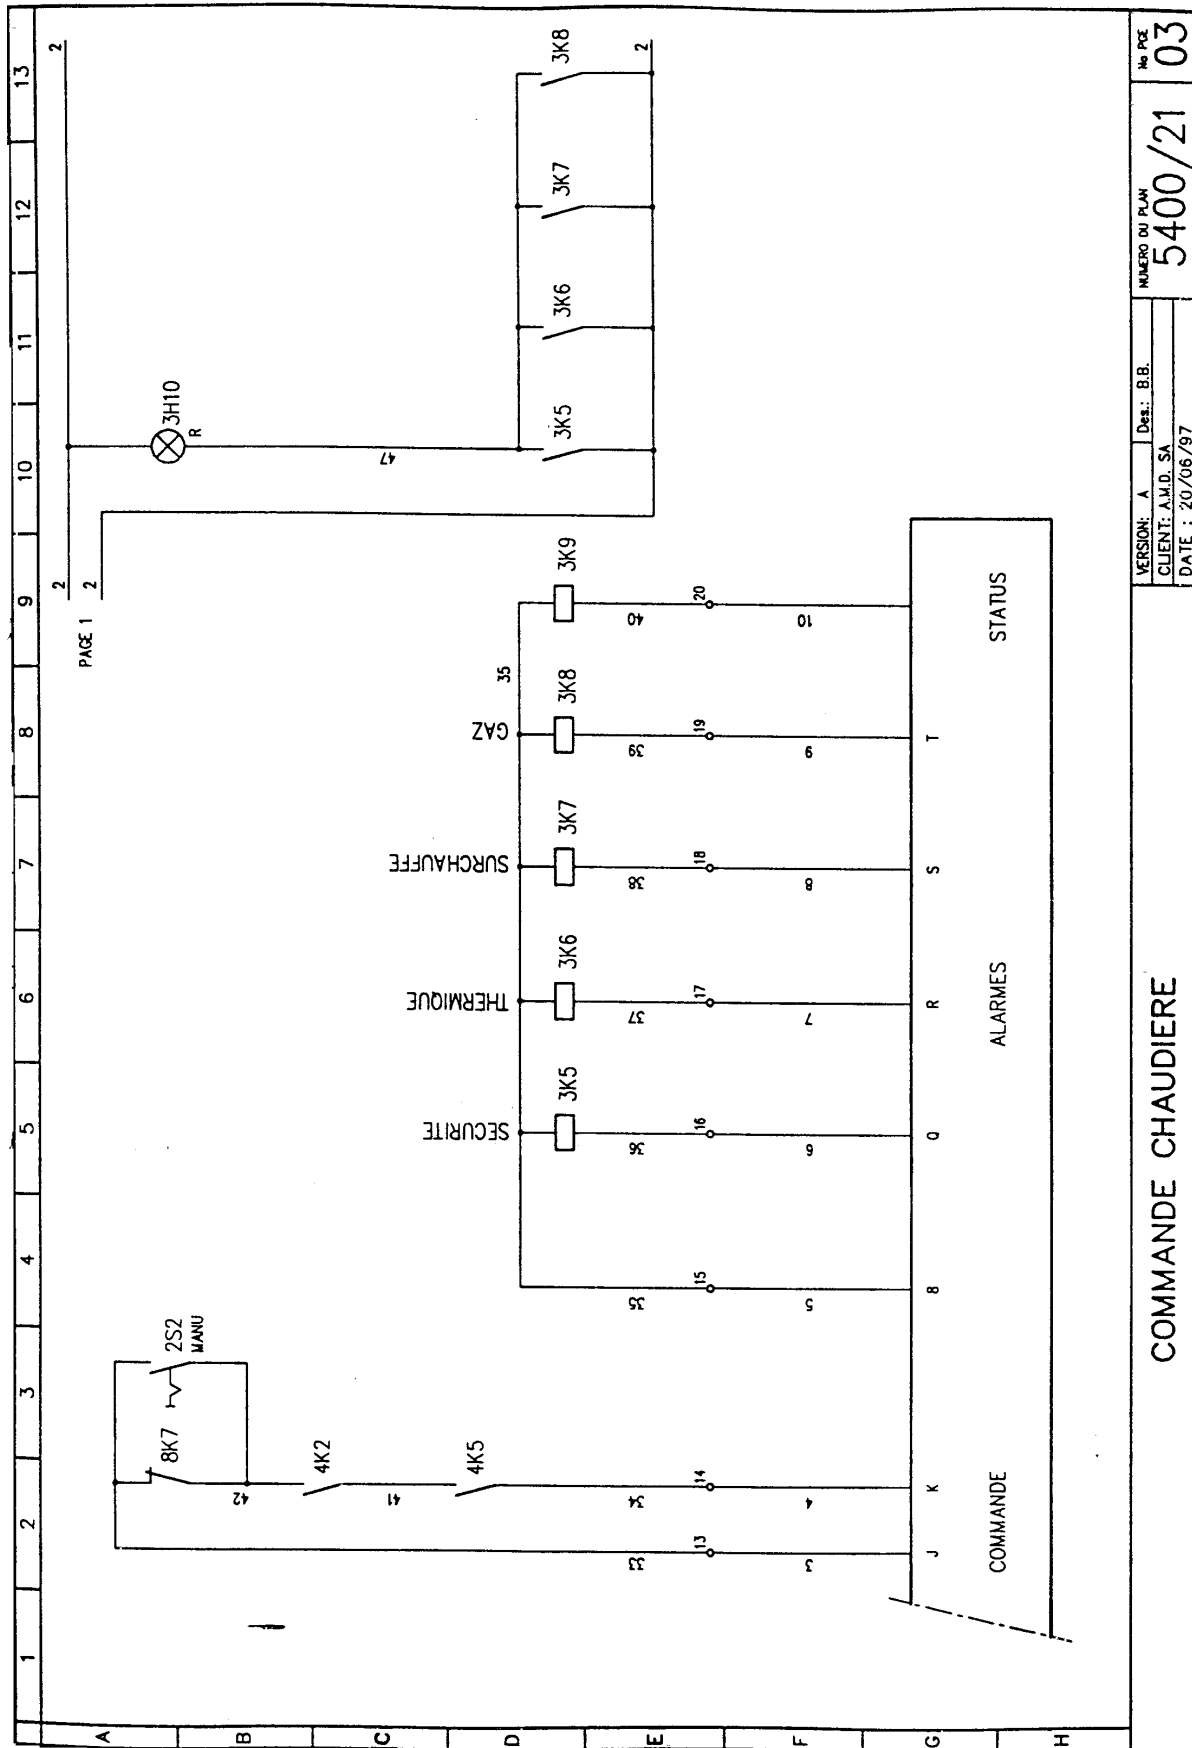 1 2 3 4 5 6 7 8 9 10 11 12 13
A
B
C
D
E
F
G
H
PAGE 1
2 2
2
3H10
R
47
8K7
2S2
MANU
42
4K2
41
4K5
SECURITE
THERMIQUE
SURCHAUFFE
GAZ
35
3K5 3K6 3K7 3K8 3K9
3K5 3K6 3K7 3K8
2
33 34 35 36 37 38 39 40
13 14 15 16 17 18 19 20
3 4 5 6 7 8 9 10
J K 8 Q R S T
COMMANDE ALARMES STATUS
COMMANDE CHAUDIERE
VERSION: A Des.: B.B.
CLIENT: A.M.D. SA
DATE : 20/06/97
NUMERO DU PLAN
5400/21
No PGE
03